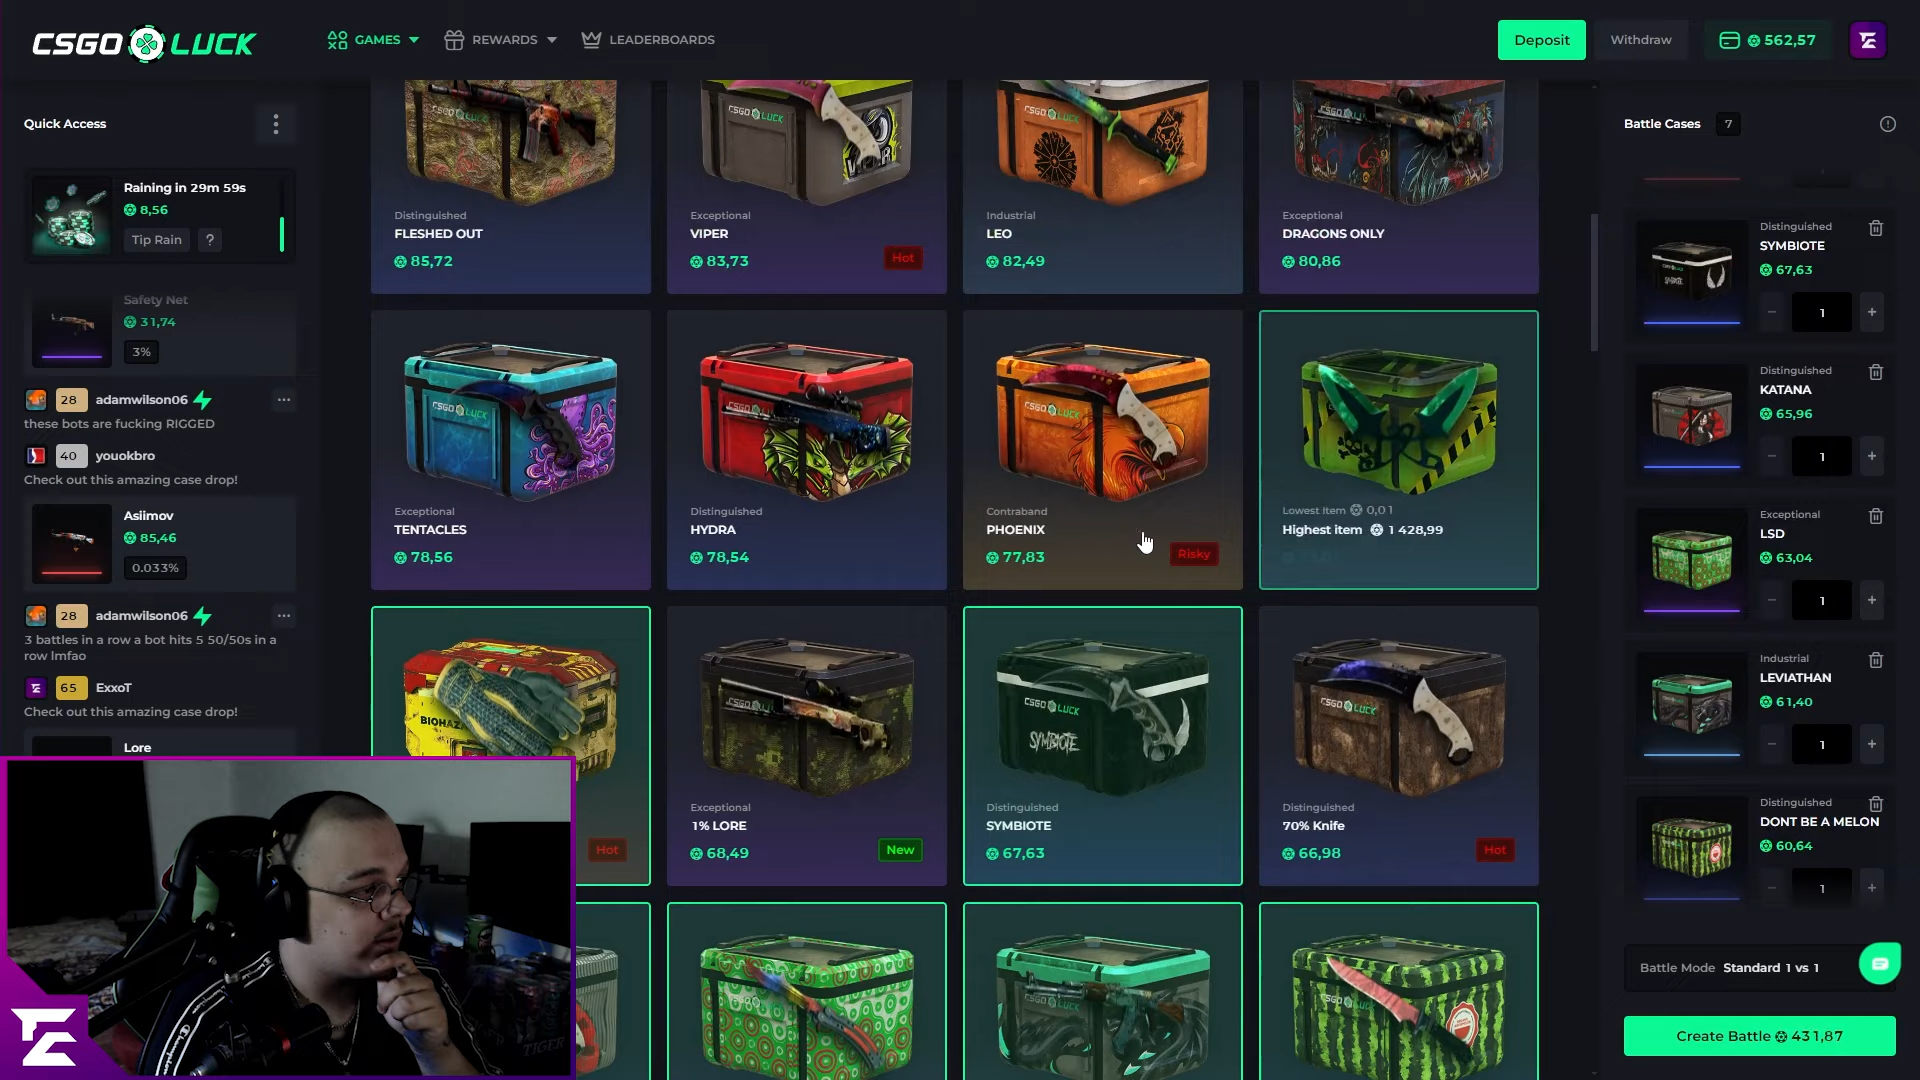 CSGO LUCK
GAMES
REWARDS
LEADERBOARDS
Deposit
Withdraw
562,57
Quick Access
Raining in 29m 59s
8,56
Tip Rain
?
Safety Net
31,74
3%
28 adamwilson06
these bots are fucking RIGGED
40 youokbro
Check out this amazing case drop!
Asiimov
85,46
0.033%
28 adamwilson06
3 battles in a row a bot hits 5 50/50s in a
row lmfao
65 ExxoT
Check out this amazing case drop!
Lore
Distinguished
FLESHED OUT
85,72
Exceptional
VIPER
83,73
Hot
Industrial
LEO
82,49
Exceptional
DRAGONS ONLY
80,86
Exceptional
TENTACLES
78,56
Distinguished
HYDRA
78,54
Contraband
PHOENIX
77,83
Risky
Lowest Item 0,01
Highest item 1 428,99
Hot
Exceptional
1% LORE
68,49
New
SYMBIOTE
Distinguished
SYMBIOTE
67,63
Distinguished
70% Knife
66,98
Hot
Battle Cases 7
Distinguished
SYMBIOTE
67,63
1
Distinguished
KATANA
65,96
1
Exceptional
LSD
63,04
1
Industrial
LEVIATHAN
61,40
1
Distinguished
DONT BE A MELON
60,64
1
Battle Mode Standard 1 vs 1
Create Battle 431,87